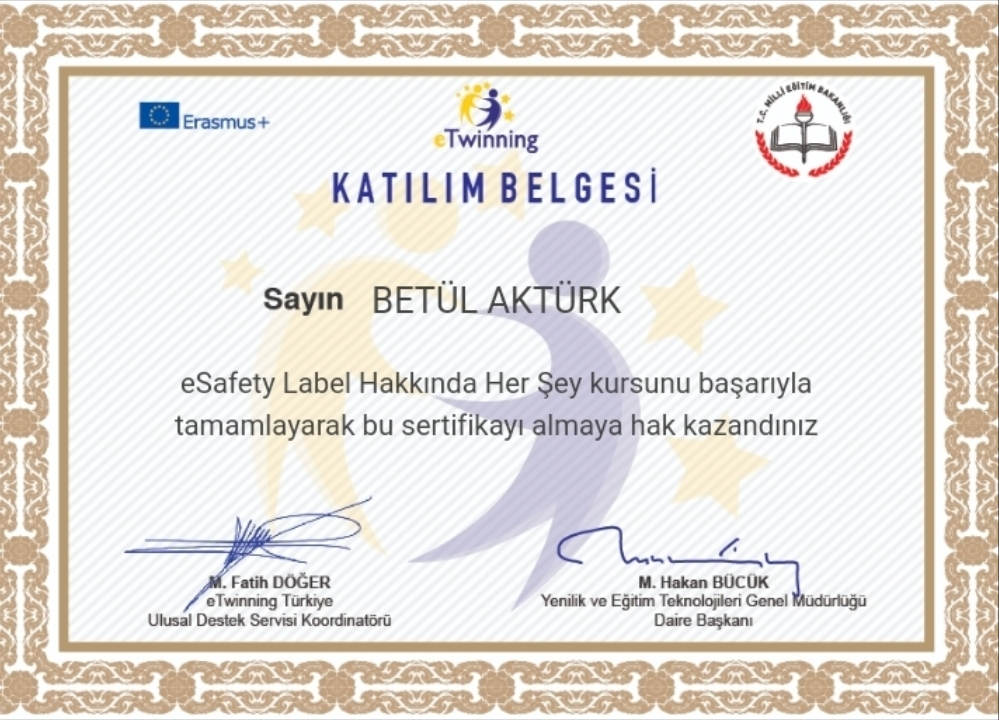 Erasmus+
eTwinning
T.C. MİLLİ EĞİTİM BAKANLIĞI
KATILIM BELGESİ
Sayın BETÜL AKTÜRK
eSafety Label Hakkında Her Şey kursunu başarıyla
tamamlayarak bu sertifikayı almaya hak kazandınız
M. Fatih DÖĞER
eTwinning Türkiye
Ulusal Destek Servisi Koordinatörü
M. Hakan BÜCÜK
Yenilik ve Eğitim Teknolojileri Genel Müdürlüğü
Daire Başkanı